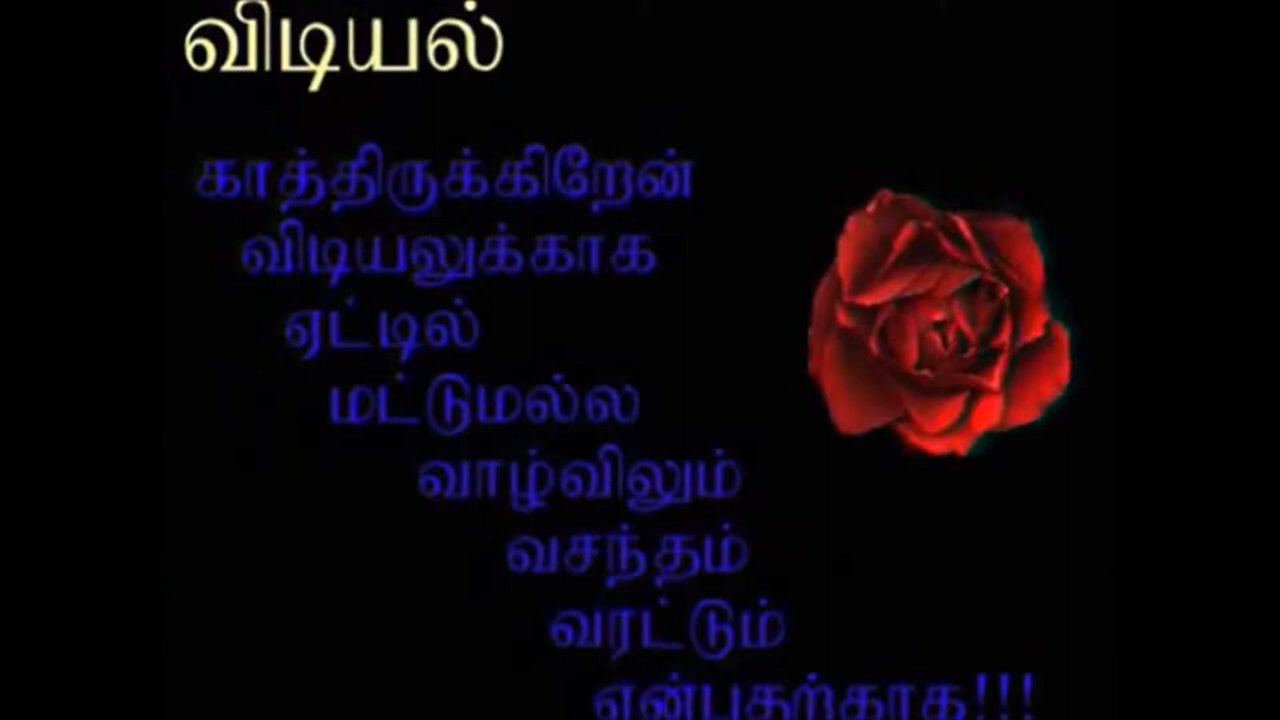 விடியல்
காத்திருக்கிறேன்
விடியலுக்காக
ஏட்டில்
மட்டுமல்ல
வாழ்விலும்
வசந்தம்
வரட்டும்
என்பதற்காக!!!